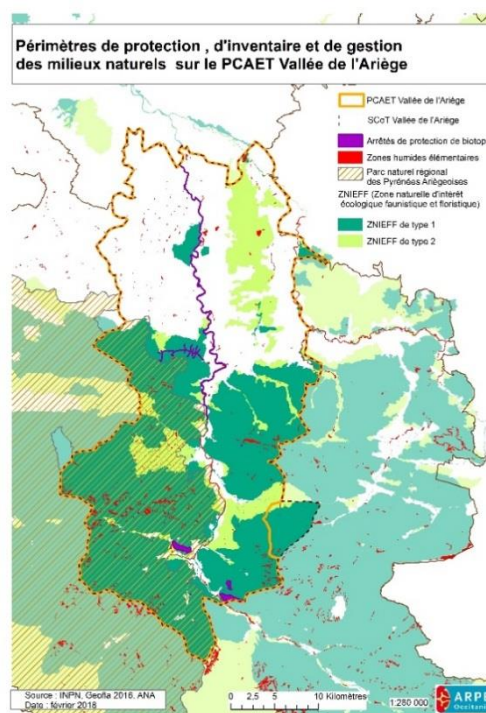 Périmètres de protection , d'inventaire et de gestion
des milieux naturels sur le PCAET Vallée de l'Ariège
PCAET Vallée de l'Ariège
SCoT Vallée de l'Ariège
Arrêtés de protection de biotop
Zones humides élémentaires
Parc naturel régional
des Pyrénées Ariégeoises
ZNIEFF (Zone naturelle d'intérêt
écologique faunistique et floristique)
ZNIEFF de type 1
ZNIEFF de type 2
Source : INPN, Geofla 2016, ANA
Date : février 2018
0 2,5 5 10 Kilomètres
1:280 000
ARPE
Occitanie